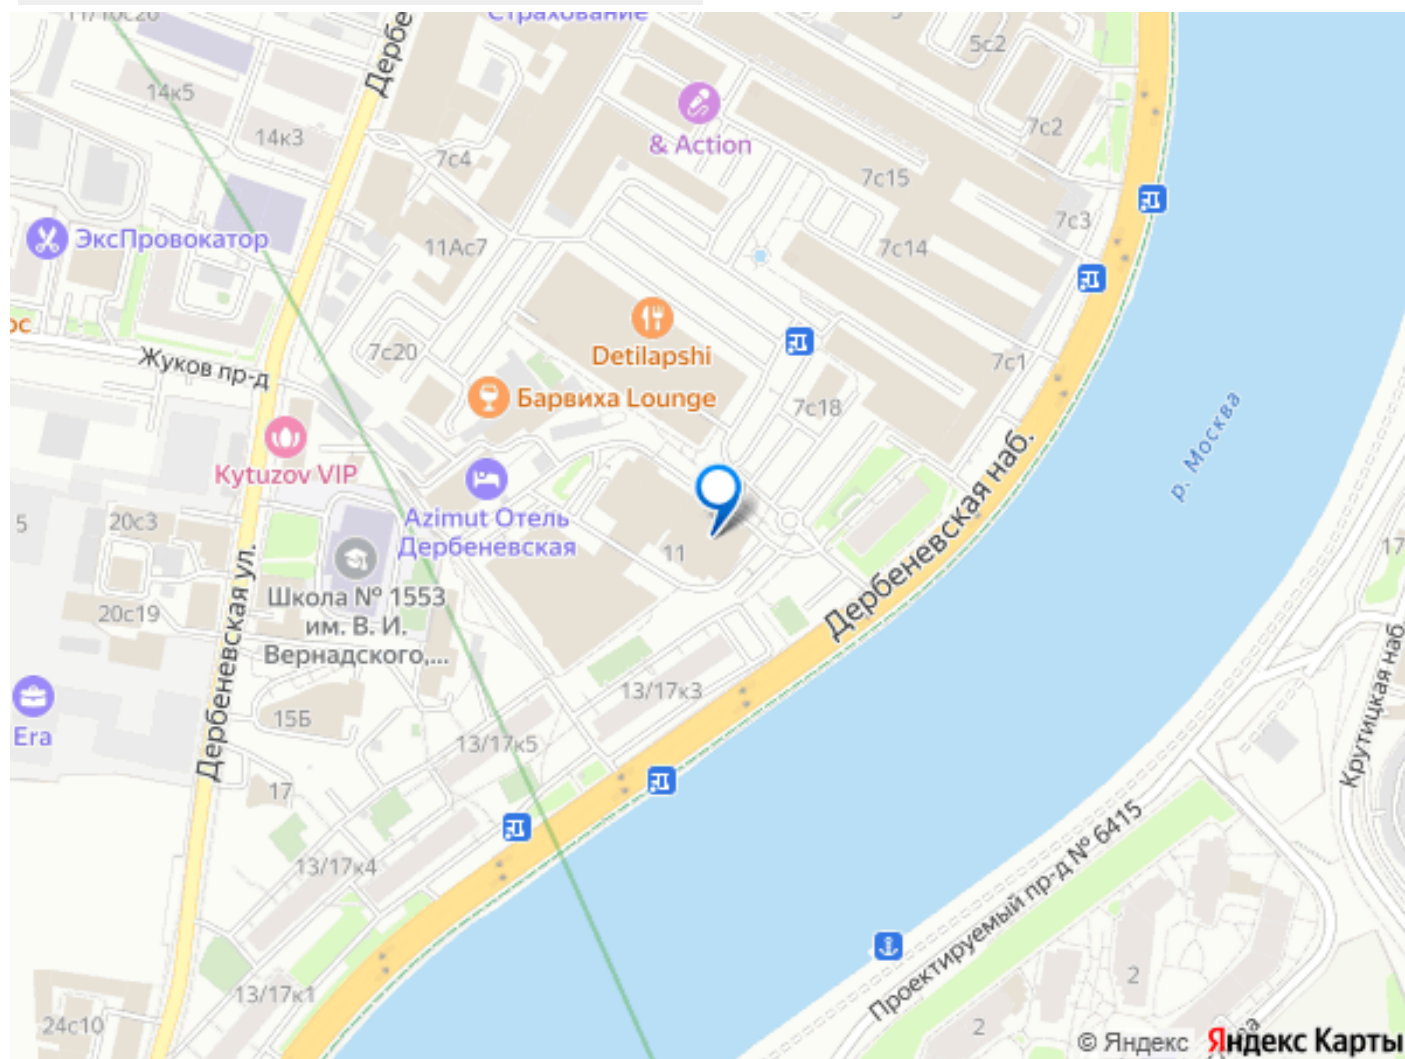 Страхование
11/10с20
Дербе
5с2
14к5
& Action
7с2
14к3
7с4
7с15
7с3
ЭксПровокатор
11Ас7
7с14
Detilapshi
7с20
7с1
Жуков пр-д
Барвиха Lounge
7с18
р. Москва
Kytuzov VIP
Дербеневская наб.
Azimut Отель
Дербеневская
5
20с3
11
17
Школа № 1553
им. В. И.
Вернадского,...
20с19
Дербеневская ул.
Крутицкая наб.
13/17к3
15Б
Era
13/17к5
17
Проектируемый пр-д № 6415
13/17к4
2
13/17к1
24с10
2
© Яндекс Яндекс Карты